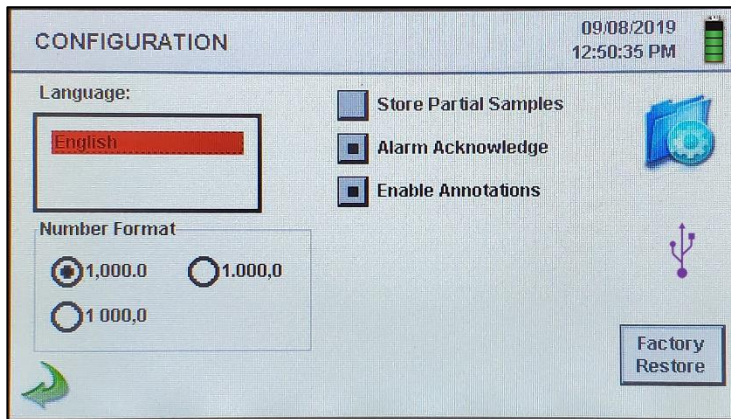 CONFIGURATION
09/08/2019
12:50:35 PM
Language:
English
Store Partial Samples
Alarm Acknowledge
Enable Annotations
Number Format
1,000.0
1.000,0
1 000,0
Factory
Restore